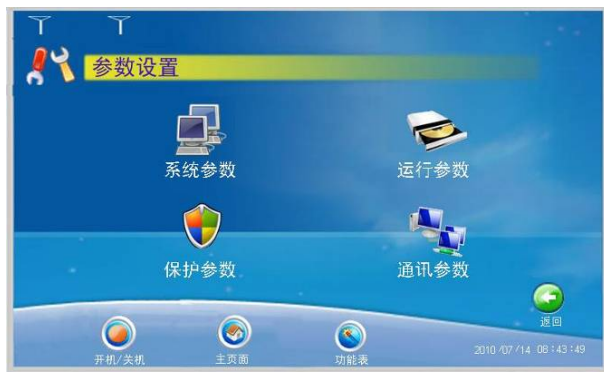 参数设置
系统参数
运行参数
保护参数
通讯参数
返回
开机/关机
主页面
功能表
2010/07/14 08:43:49